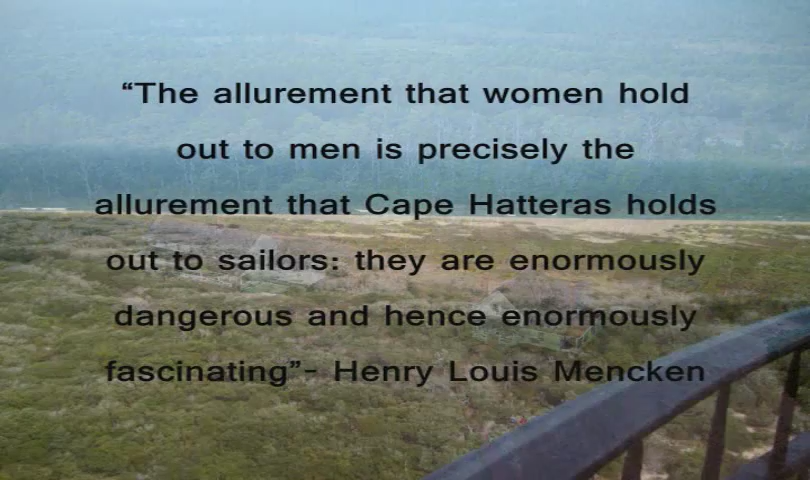 “The allurement that women hold
out to men is precisely the
allurement that Cape Hatteras holds
out to sailors: they are enormously
dangerous and hence enormously
fascinating”- Henry Louis Mencken